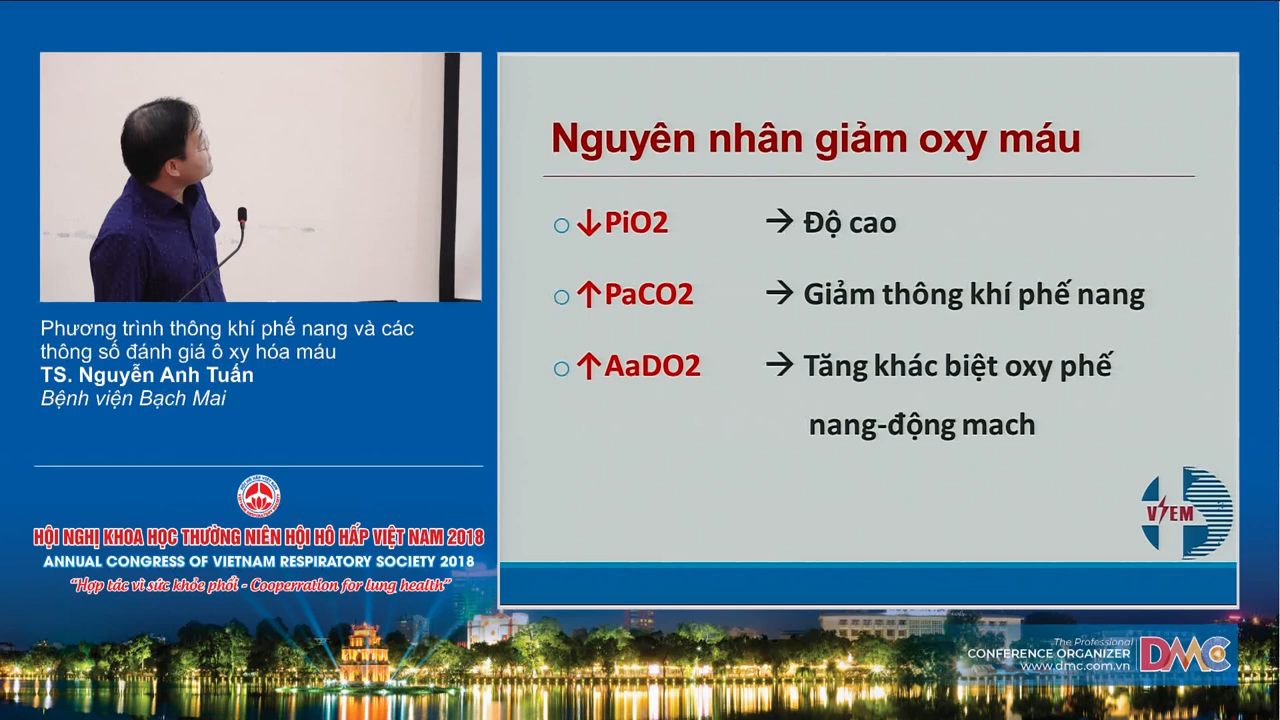 Phương trình thông khí phế nang và các
thông số đánh giá ô xy hóa máu
TS. Nguyễn Anh Tuấn
Bệnh viện Bạch Mai
HỘI NGHỊ KHOA HỌC THƯỜNG NIÊN HỘI HÔ HẤP VIỆT NAM 2018
ANNUAL CONGRESS OF VIETNAM RESPIRATORY SOCIETY 2018
“Hợp tác vì sức khỏe phổi - Cooperration for lung health”
Nguyên nhân giảm oxy máu
↓PiO2 → Độ cao
↑PaCO2 → Giảm thông khí phế nang
↑AaDO2 → Tăng khác biệt oxy phế
nang-động mach
VSEM
The Professional
CONFERENCE ORGANIZER
www.dmc.com.vn
DMC